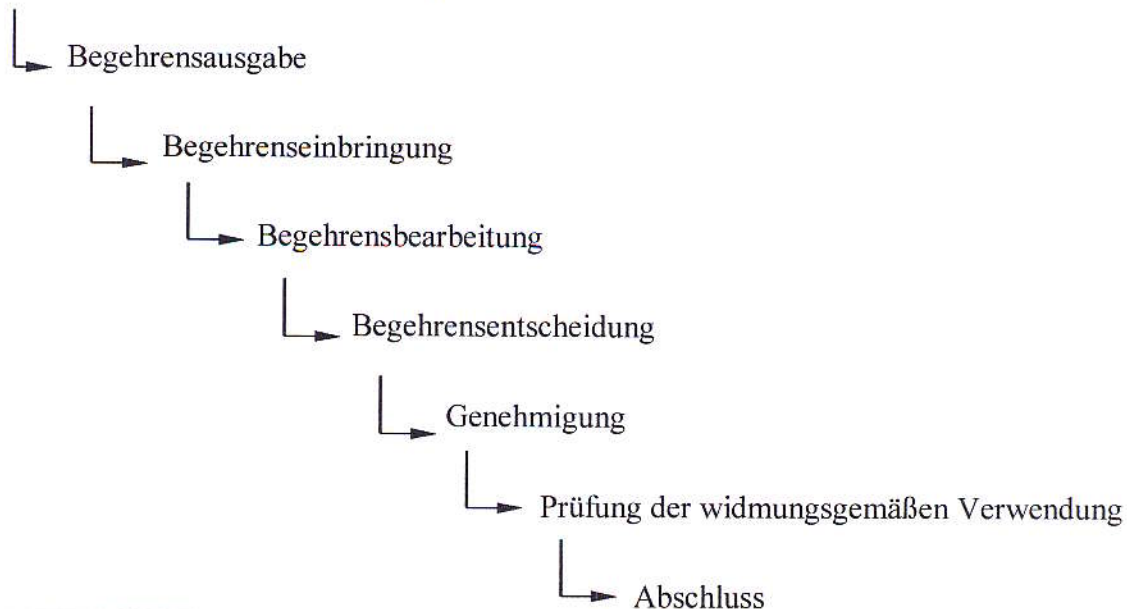 Begehrensausgabe
Begehrenseinbringung
Begehrensbearbeitung
Begehrensentscheidung
Genehmigung
Prüfung der widmungsgemäßen Verwendung
Abschluss